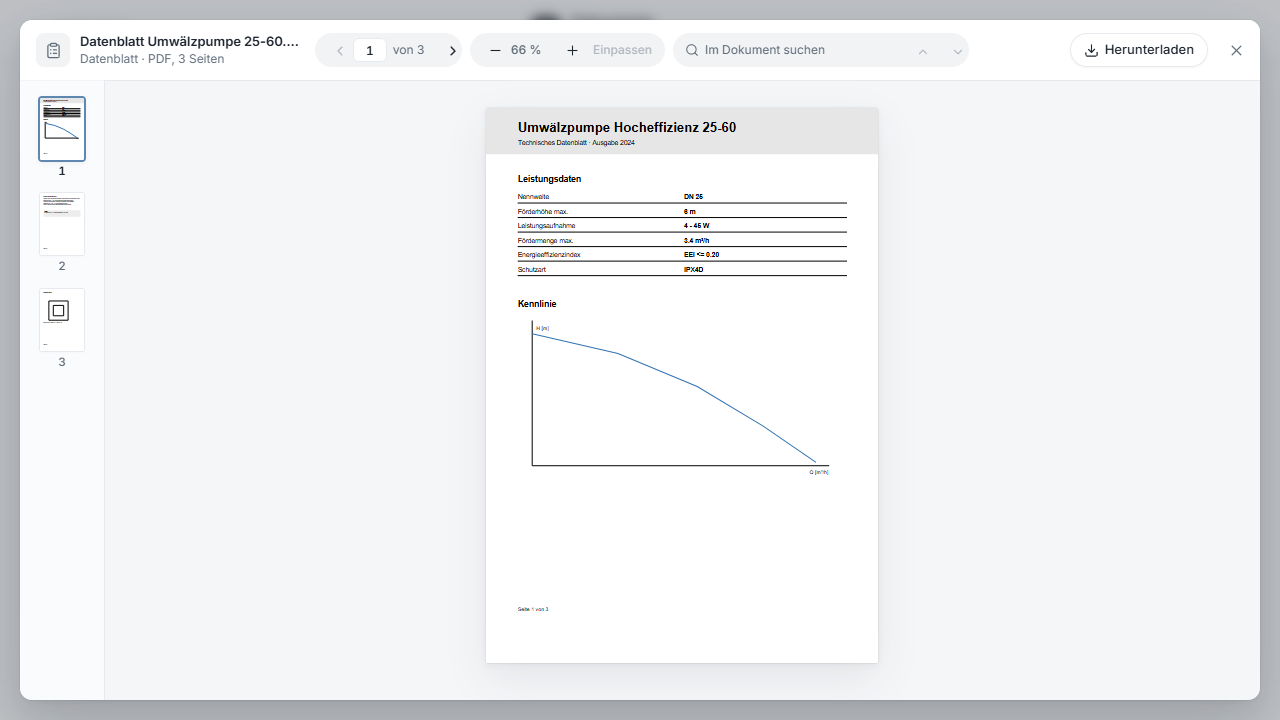 Datenblatt Umwälzpumpe 25-60....
Datenblatt · PDF, 3 Seiten
1 von 3
66 %
Einpassen
Im Dokument suchen
Herunterladen
1
2
3
Umwälzpumpe Hocheffizienz 25-60
Technisches Datenblatt · Ausgabe 2024
Leistungsdaten
Nennweite DN 25
Förderhöhe max. 6 m
Leistungsaufnahme 4 - 45 W
Fördermenge max. 3.4 m³/h
Energieeffizienzindex EEI <= 0.20
Schutzart IPX4D
Kennlinie
H [m]
Q [m³/h]
Seite 1 von 3